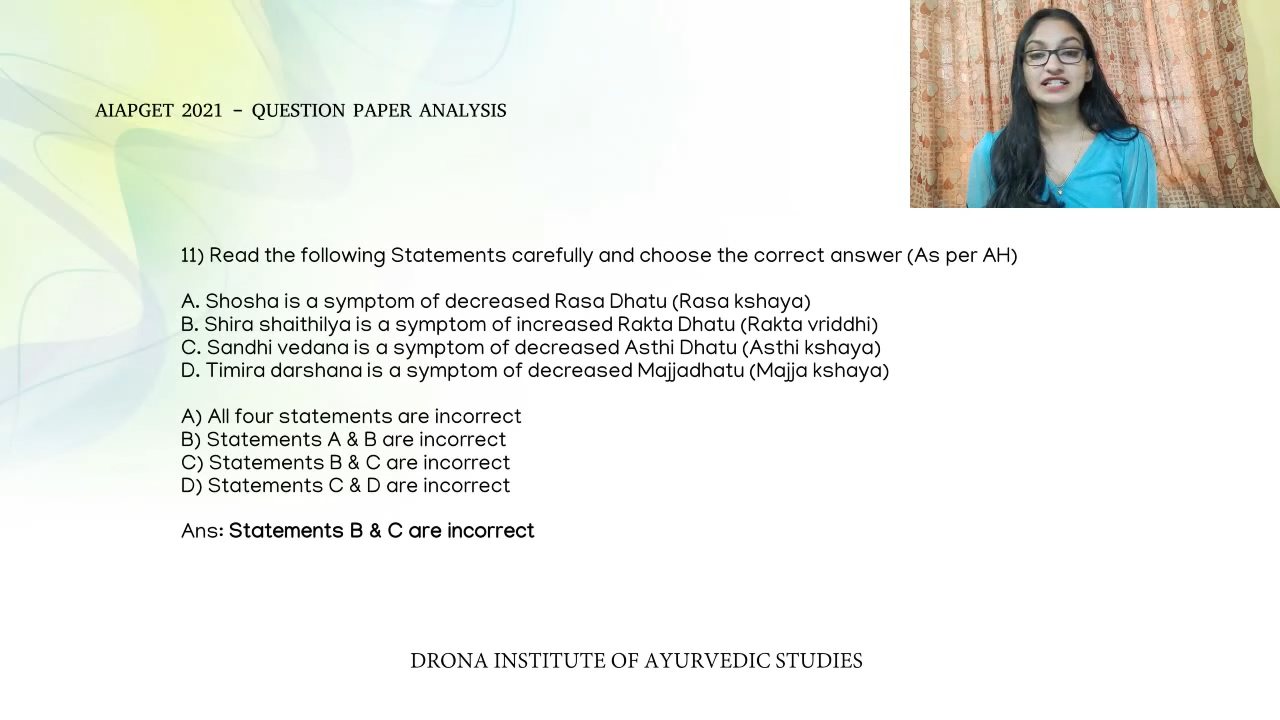 AIAPGET 2021 - QUESTION PAPER ANALYSIS
11) Read the following Statements carefully and choose the correct answer (As per AH)
A. Shosha is a symptom of decreased Rasa Dhatu (Rasa kshaya)
B. Shira shaithilya is a symptom of increased Rakta Dhatu (Rakta vriddhi)
C. Sandhi vedana is a symptom of decreased Asthi Dhatu (Asthi kshaya)
D. Timira darshana is a symptom of decreased Majjadhatu (Majja kshaya)
A) All four statements are incorrect
B) Statements A & B are incorrect
C) Statements B & C are incorrect
D) Statements C & D are incorrect
Ans: Statements B & C are incorrect
DRONA INSTITUTE OF AYURVEDIC STUDIES